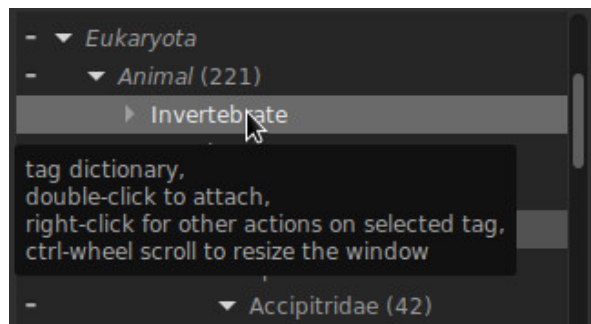 - Eukaryota
- Animal (221)
Invertebrate
tag dictionary,
double-click to attach,
right-click for other actions on selected tag,
ctrl-wheel scroll to resize the window
- Accipitridae (42)